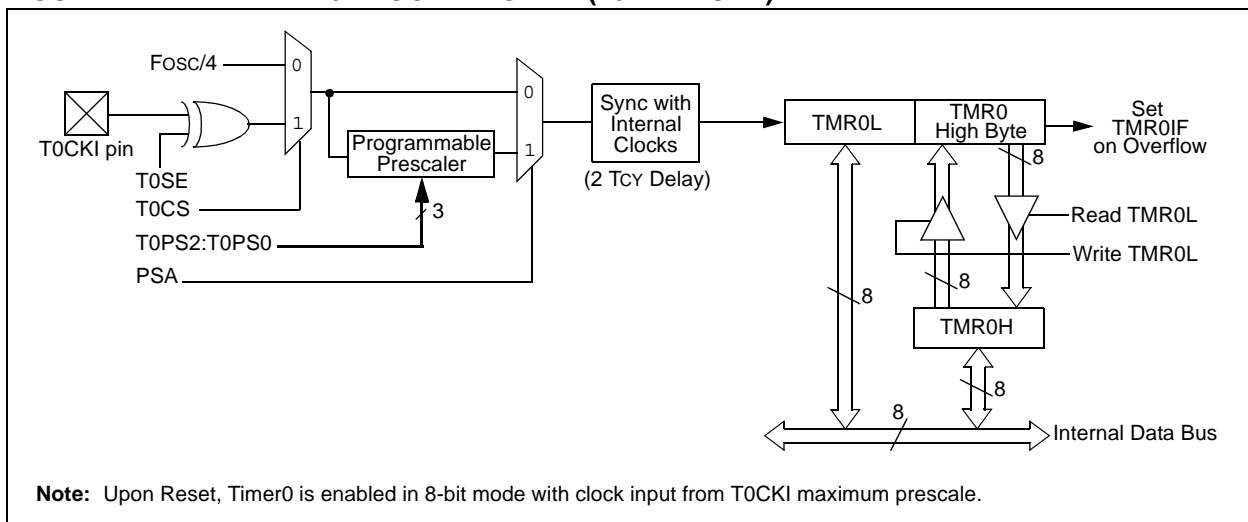 Fosc/4
0
1
T0CKI pin
T0SE
T0CS
T0PS2:T0PS0
PSA
Programmable
Prescaler
3
0
1
Sync with
Internal
Clocks
(2 TCY Delay)
TMR0L
TMR0
High Byte
Set
TMR0IF
on Overflow
8
Read TMR0L
Write TMR0L
8
8
TMR0H
8
8
Internal Data Bus
Note: Upon Reset, Timer0 is enabled in 8-bit mode with clock input from T0CKI maximum prescale.